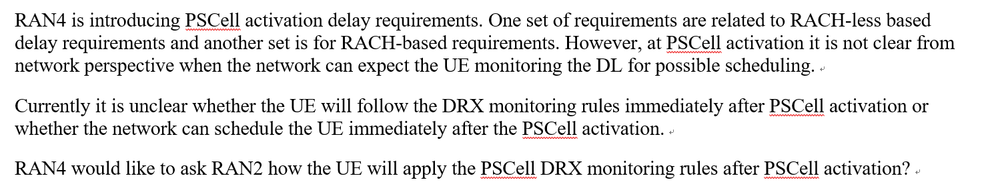 RAN4 is introducing PSCell activation delay requirements. One set of requirements are related to RACH-less based
delay requirements and another set is for RACH-based requirements. However, at PSCell activation it is not clear from
network perspective when the network can expect the UE monitoring the DL for possible scheduling.
Currently it is unclear whether the UE will follow the DRX monitoring rules immediately after PSCell activation or
whether the network can schedule the UE immediately after the PSCell activation.
RAN4 would like to ask RAN2 how the UE will apply the PSCell DRX monitoring rules after PSCell activation?